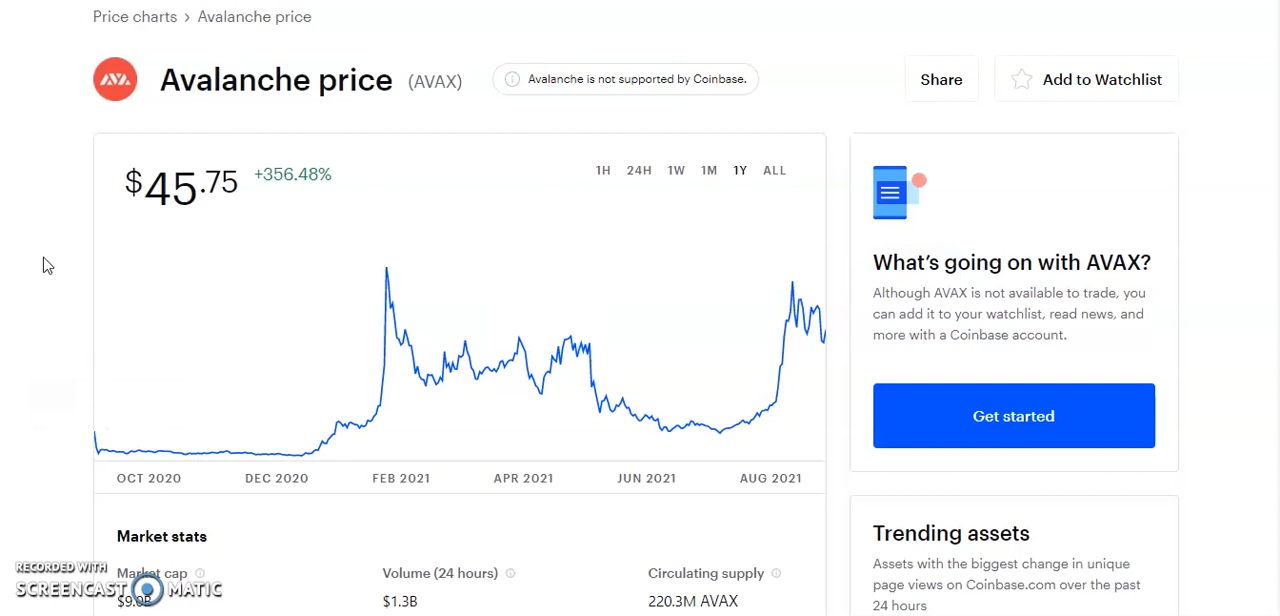 Price charts › Avalanche price
Avalanche price (AVAX)
Avalanche is not supported by Coinbase.
Share
Add to Watchlist
$45.75 +356.48%
1H 24H 1W 1M 1Y ALL
OCT 2020 DEC 2020 FEB 2021 APR 2021 JUN 2021 AUG 2021
What's going on with AVAX?
Although AVAX is not available to trade, you
can add it to your watchlist, read news, and
more with a Coinbase account.
Get started
Market stats
Market cap
$9.0B
Volume (24 hours)
$1.3B
Circulating supply
220.3M AVAX
Trending assets
Assets with the biggest change in unique
page views on Coinbase.com over the past
24 hours
RECORDED WITH
SCREENCAST MATIC